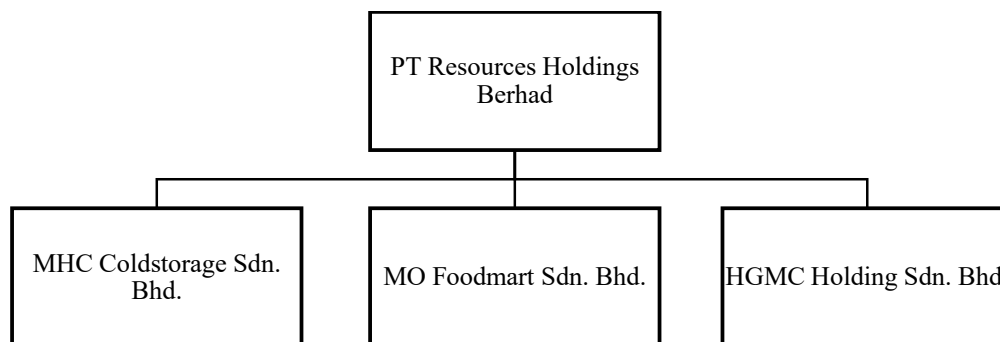 PT Resources Holdings
Berhad
MHC Coldstorage Sdn.
Bhd.
MO Foodmart Sdn. Bhd.
HGMC Holding Sdn. Bhd